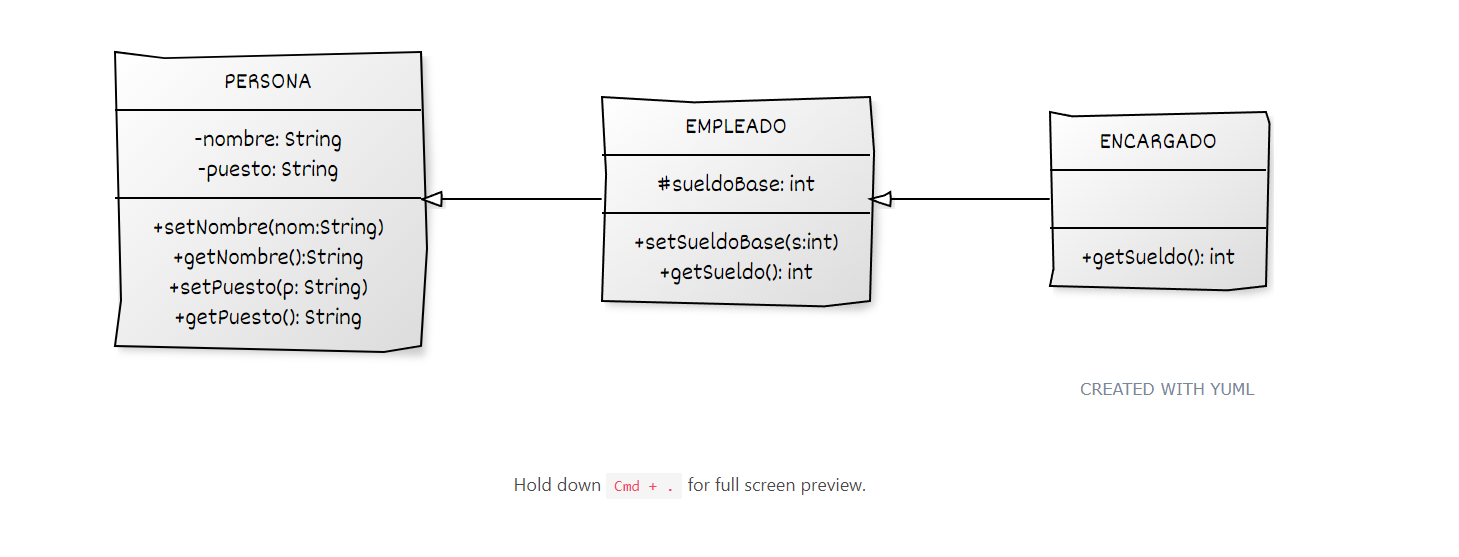 PERSONA
-nombre: String
-puesto: String
+setNombre(nom:String)
+getNombre():String
+setPuesto(p: String)
+getPuesto(): String
EMPLEADO
#sueldoBase: int
+setSueldoBase(s:int)
+getSueldo(): int
ENCARGADO
+getSueldo(): int
CREATED WITH YUML
Hold down Cmd + . for full screen preview.